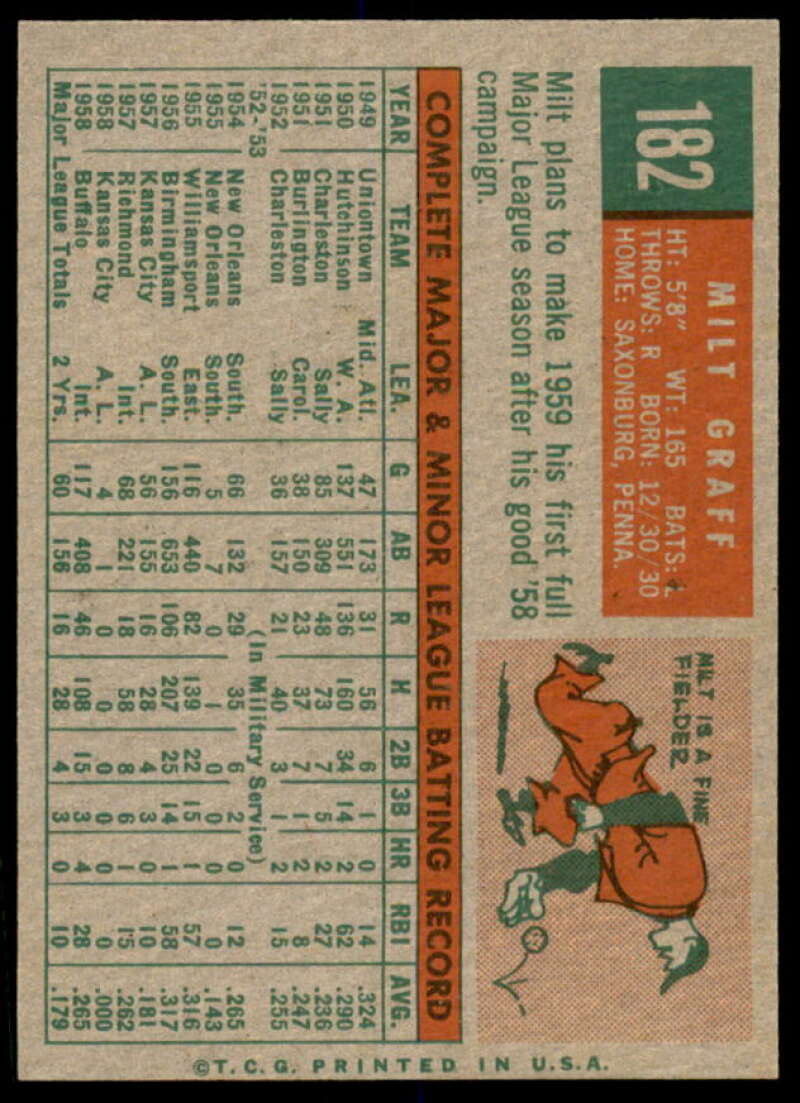 182
MILT GRAFF
HT: 5'8" WT: 165 BATS: L
THROWS: R BORN: 12/30/30
HOME: SAXONBURG, PENNA.
Milt plans to make 1959 his first full
Major League season after his good '58
campaign.
MILT IS A FINE
FIELDER
COMPLETE MAJOR & MINOR LEAGUE BATTING RECORD
YEAR TEAM LEA. G AB R H 2B 3B HR RBI AVG.
1949 Uniontown Mid. Atl. 47 173 31 56 6 1 0 14 .324
1950 Hutchinson W. A. 137 551 136 160 34 14 2 62 .290
1951 Charleston Sally 85 309 48 73 7 5 2 27 .236
1951 Burlington Carol. 38 150 23 37 7 1 2 8 .247
1952 Charleston Sally 36 157 21 40 3 1 2 15 .255
'52-'53 (In Military Service)
1954 New Orleans South. 66 132 29 35 6 2 0 12 .265
1955 New Orleans South. 5 7 0 1 0 0 0 0 .143
1955 Williamsport East. 116 440 82 139 22 15 1 57 .316
1956 Birmingham South. 156 653 106 207 25 14 1 58 .317
1957 Kansas City A. L. 56 155 16 28 4 3 0 10 .181
1957 Richmond Int. 68 221 18 58 8 6 1 15 .262
1958 Kansas City A. L. 4 1 0 0 0 0 0 0 .000
1958 Buffalo Int. 117 408 46 108 15 3 4 28 .265
Major League Totals 2 Yrs. 60 156 16 28 4 3 0 10 .179
©T.C.G. PRINTED IN U.S.A.